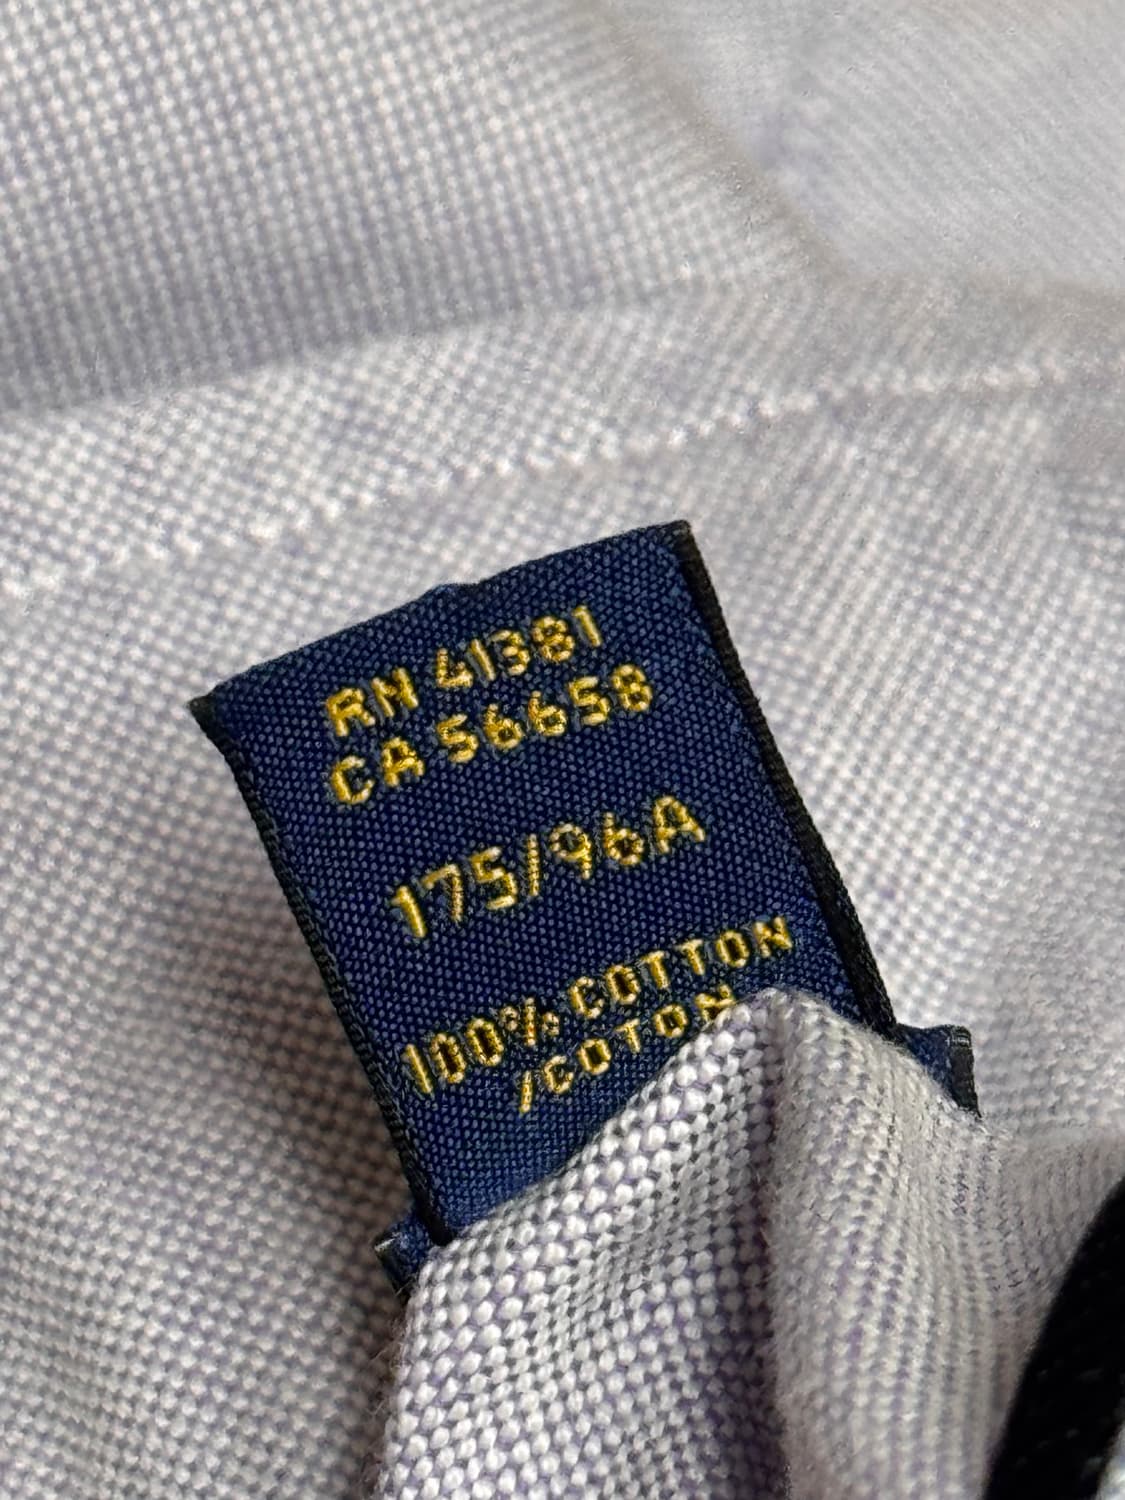 RN 41381
CA 56658
175/96A
100% COTTON
/COTON